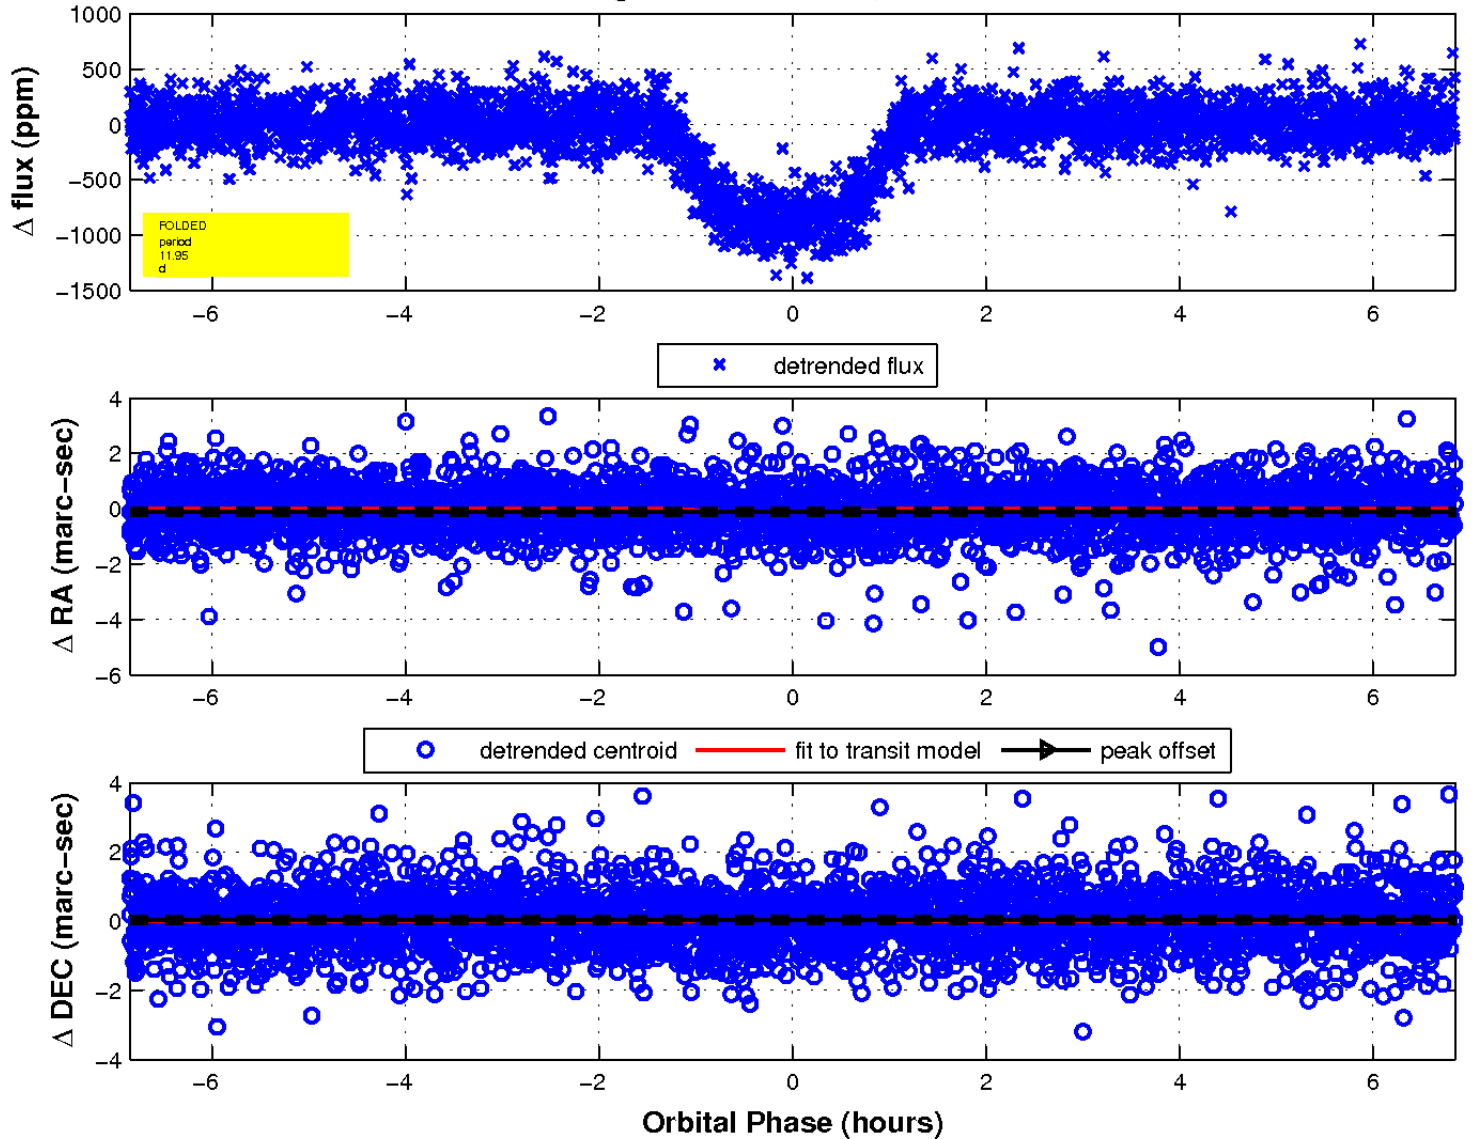 1000
500
0
−500
−1000
−1500
Δ flux (ppm)
FOLDED
period
11.95
d
−6 −4 −2 0 2 4 6
detrended flux
4
2
0
−2
−4
−6
Δ RA (marc−sec)
−6 −4 −2 0 2 4 6
detrended centroid fit to transit model peak offset
4
2
0
−2
−4
Δ DEC (marc−sec)
−6 −4 −2 0 2 4 6
Orbital Phase (hours)